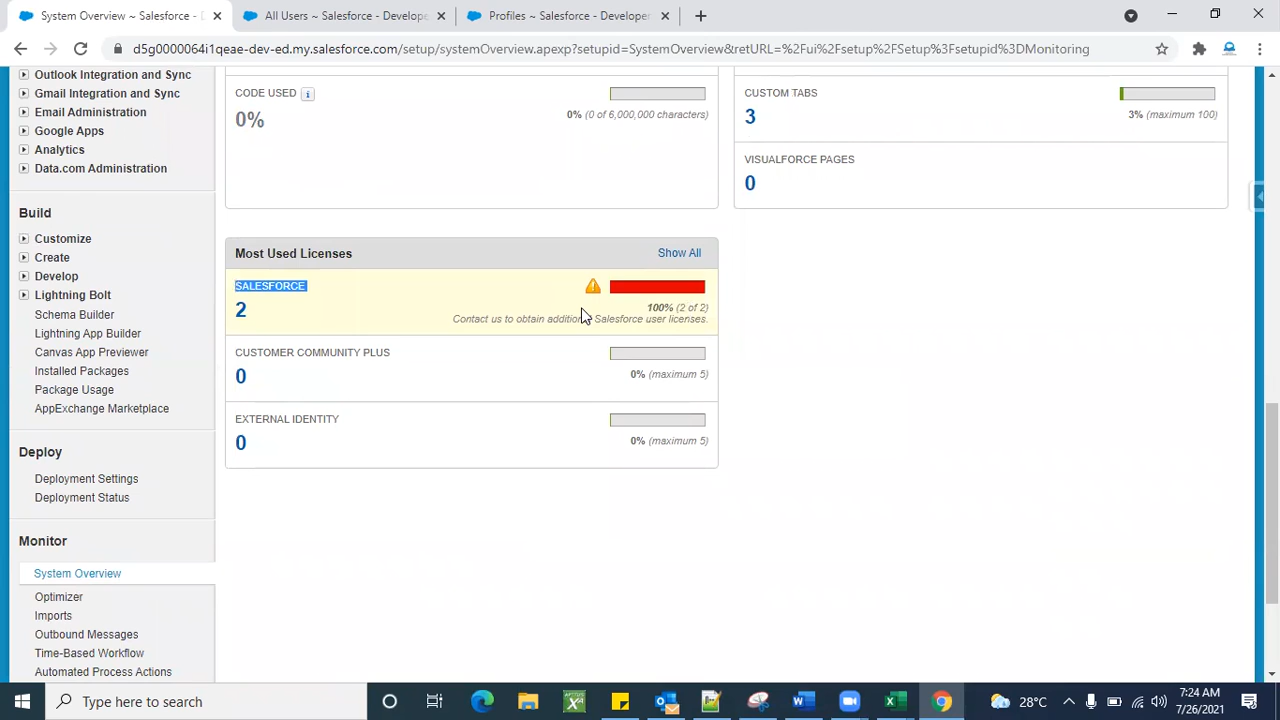 System Overview ~ Salesforce - D
All Users ~ Salesforce - Develope
Profiles ~ Salesforce - Developer
d5g0000064i1qeae-dev-ed.my.salesforce.com/setup/systemOverview.apexp?setupid=SystemOverview&retURL=%2Fui%2Fsetup%2FSetup%3Fsetupid%3DMonitoring
Outlook Integration and Sync
Gmail Integration and Sync
Email Administration
Google Apps
Analytics
Data.com Administration
Build
Customize
Create
Develop
Lightning Bolt
Schema Builder
Lightning App Builder
Canvas App Previewer
Installed Packages
Package Usage
AppExchange Marketplace
Deploy
Deployment Settings
Deployment Status
Monitor
System Overview
Optimizer
Imports
Outbound Messages
Time-Based Workflow
Automated Process Actions
CODE USED i
0%
0% (0 of 6,000,000 characters)
CUSTOM TABS
3
3% (maximum 100)
VISUALFORCE PAGES
0
Most Used Licenses
Show All
SALESFORCE
2
100% (2 of 2)
Contact us to obtain addition Salesforce user licenses.
CUSTOMER COMMUNITY PLUS
0
0% (maximum 5)
EXTERNAL IDENTITY
0
0% (maximum 5)
Type here to search
28°C
7:24 AM
7/26/2021